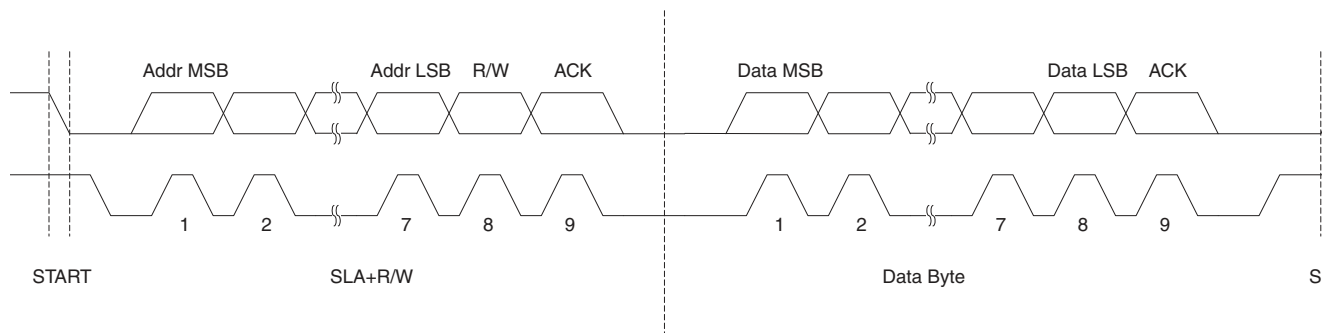 Addr MSB Addr LSB R/W ACK Data MSB Data LSB ACK
1 2 7 8 9 1 2 7 8 9
START SLA+R/W Data Byte S